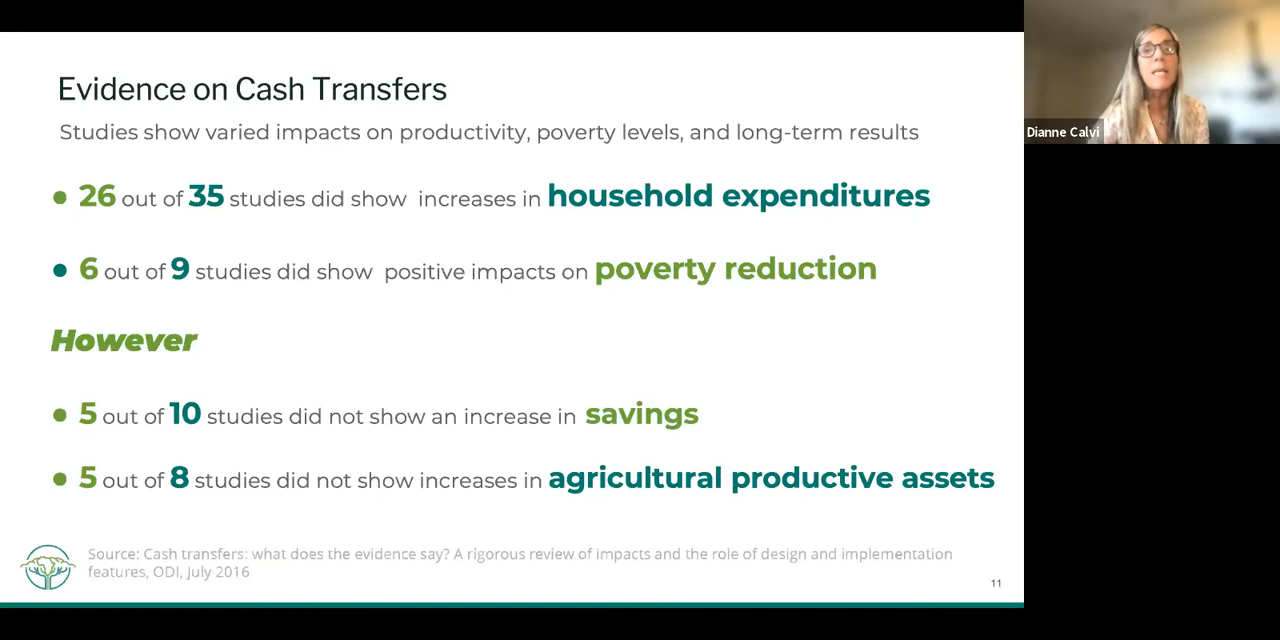 Evidence on Cash Transfers
Studies show varied impacts on productivity, poverty levels, and long-term results
● 26 out of 35 studies did show increases in household expenditures
● 6 out of 9 studies did show positive impacts on poverty reduction
However
● 5 out of 10 studies did not show an increase in savings
● 5 out of 8 studies did not show increases in agricultural productive assets
Source: Cash transfers: what does the evidence say? A rigorous review of impacts and the role of design and implementation
features, ODI, July 2016
11
Dianne Calvi